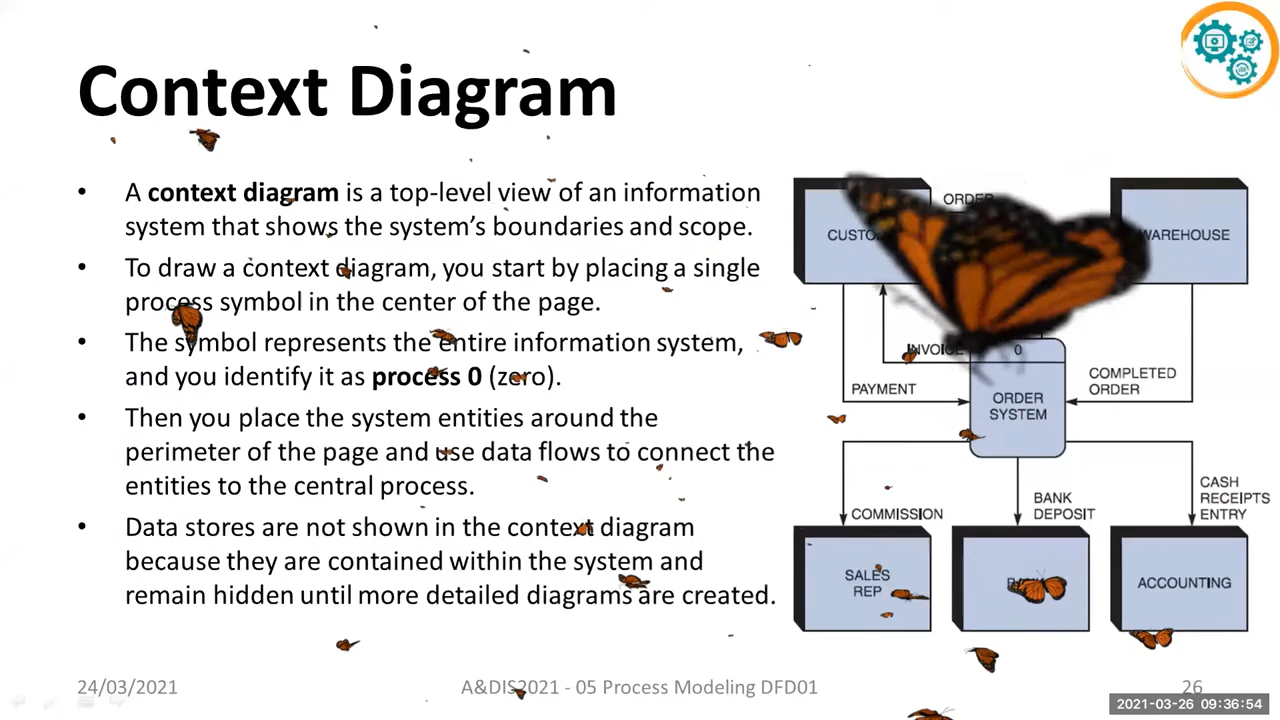 Context Diagram
• A context diagram is a top-level view of an information
system that shows the system's boundaries and scope.
• To draw a context diagram, you start by placing a single
process symbol in the center of the page.
• The symbol represents the entire information system,
and you identify it as process 0 (zero).
• Then you place the system entities around the
perimeter of the page and use data flows to connect the
entities to the central process.
• Data stores are not shown in the context diagram
because they are contained within the system and
remain hidden until more detailed diagrams are created.
ORDER
WAREHOUSE
INVOICE
0
PAYMENT
COMPLETED
ORDER
ORDER
SYSTEM
COMMISSION
BANK
DEPOSIT
CASH
RECEIPTS
ENTRY
SALES
REP
ACCOUNTING
24/03/2021
A&DIS2021 - 05 Process Modeling DFD01
26
2021-03-26 09:36:54